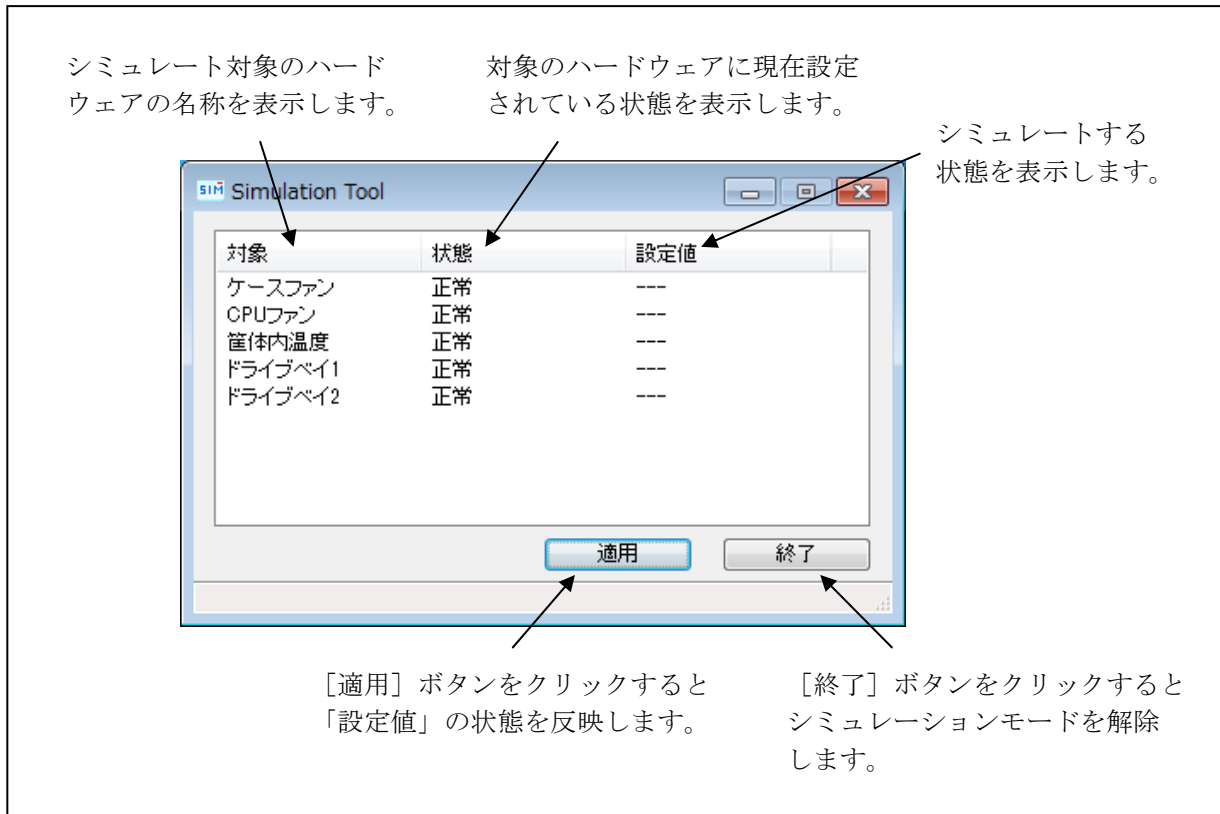 シミュレート対象のハード
ウェアの名称を表示します。
対象のハードウェアに現在設定
されている状態を表示します。
シミュレートする
状態を表示します。
SIM Simulation Tool
対象 状態 設定値
ケースファン 正常 ---
CPUファン 正常 ---
筐体内温度 正常 ---
ドライブベイ1 正常 ---
ドライブベイ2 正常 ---
適用 終了
［適用］ボタンをクリックすると
「設定値」の状態を反映します。
［終了］ボタンをクリックすると
シミュレーションモードを解除
します。